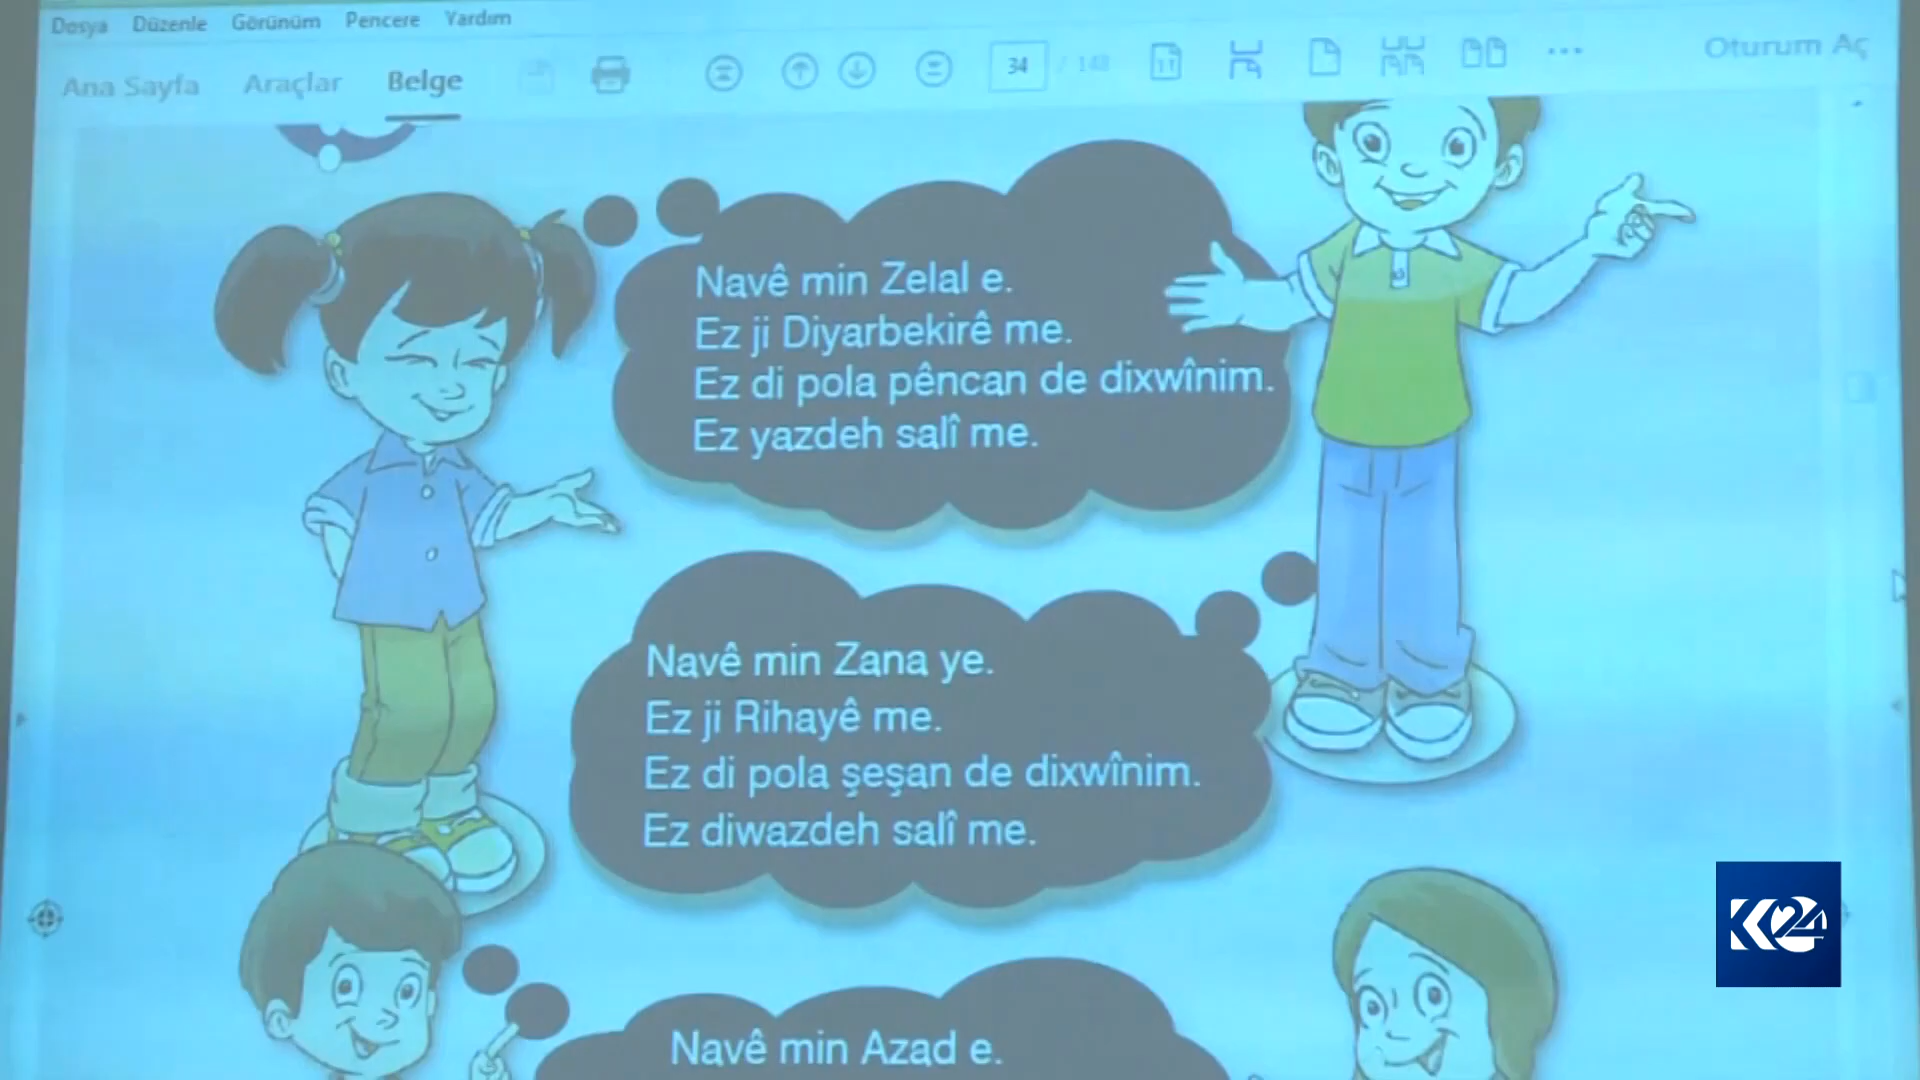 Dosya Düzenle Görünüm Pencere Yardım
Ana Sayfa Araçlar Belge 34 / 148 Oturum Aç
Navê min Zelal e.
Ez ji Diyarbekirê me.
Ez di pola pêncan de dixwînim.
Ez yazdeh salî me.
Navê min Zana ye.
Ez ji Rihayê me.
Ez di pola şeşan de dixwînim.
Ez diwazdeh salî me.
K24
Navê min Azad e.